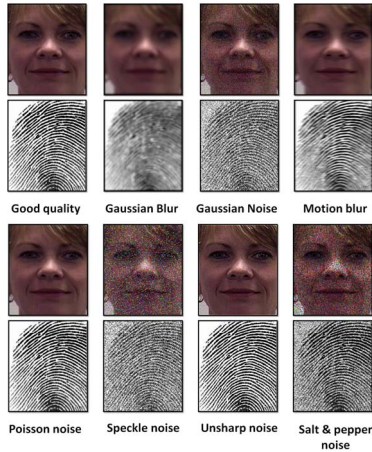 Good quality
Gaussian Blur
Gaussian Noise
Motion blur
Poisson noise
Speckle noise
Unsharp noise
Salt & pepper
noise